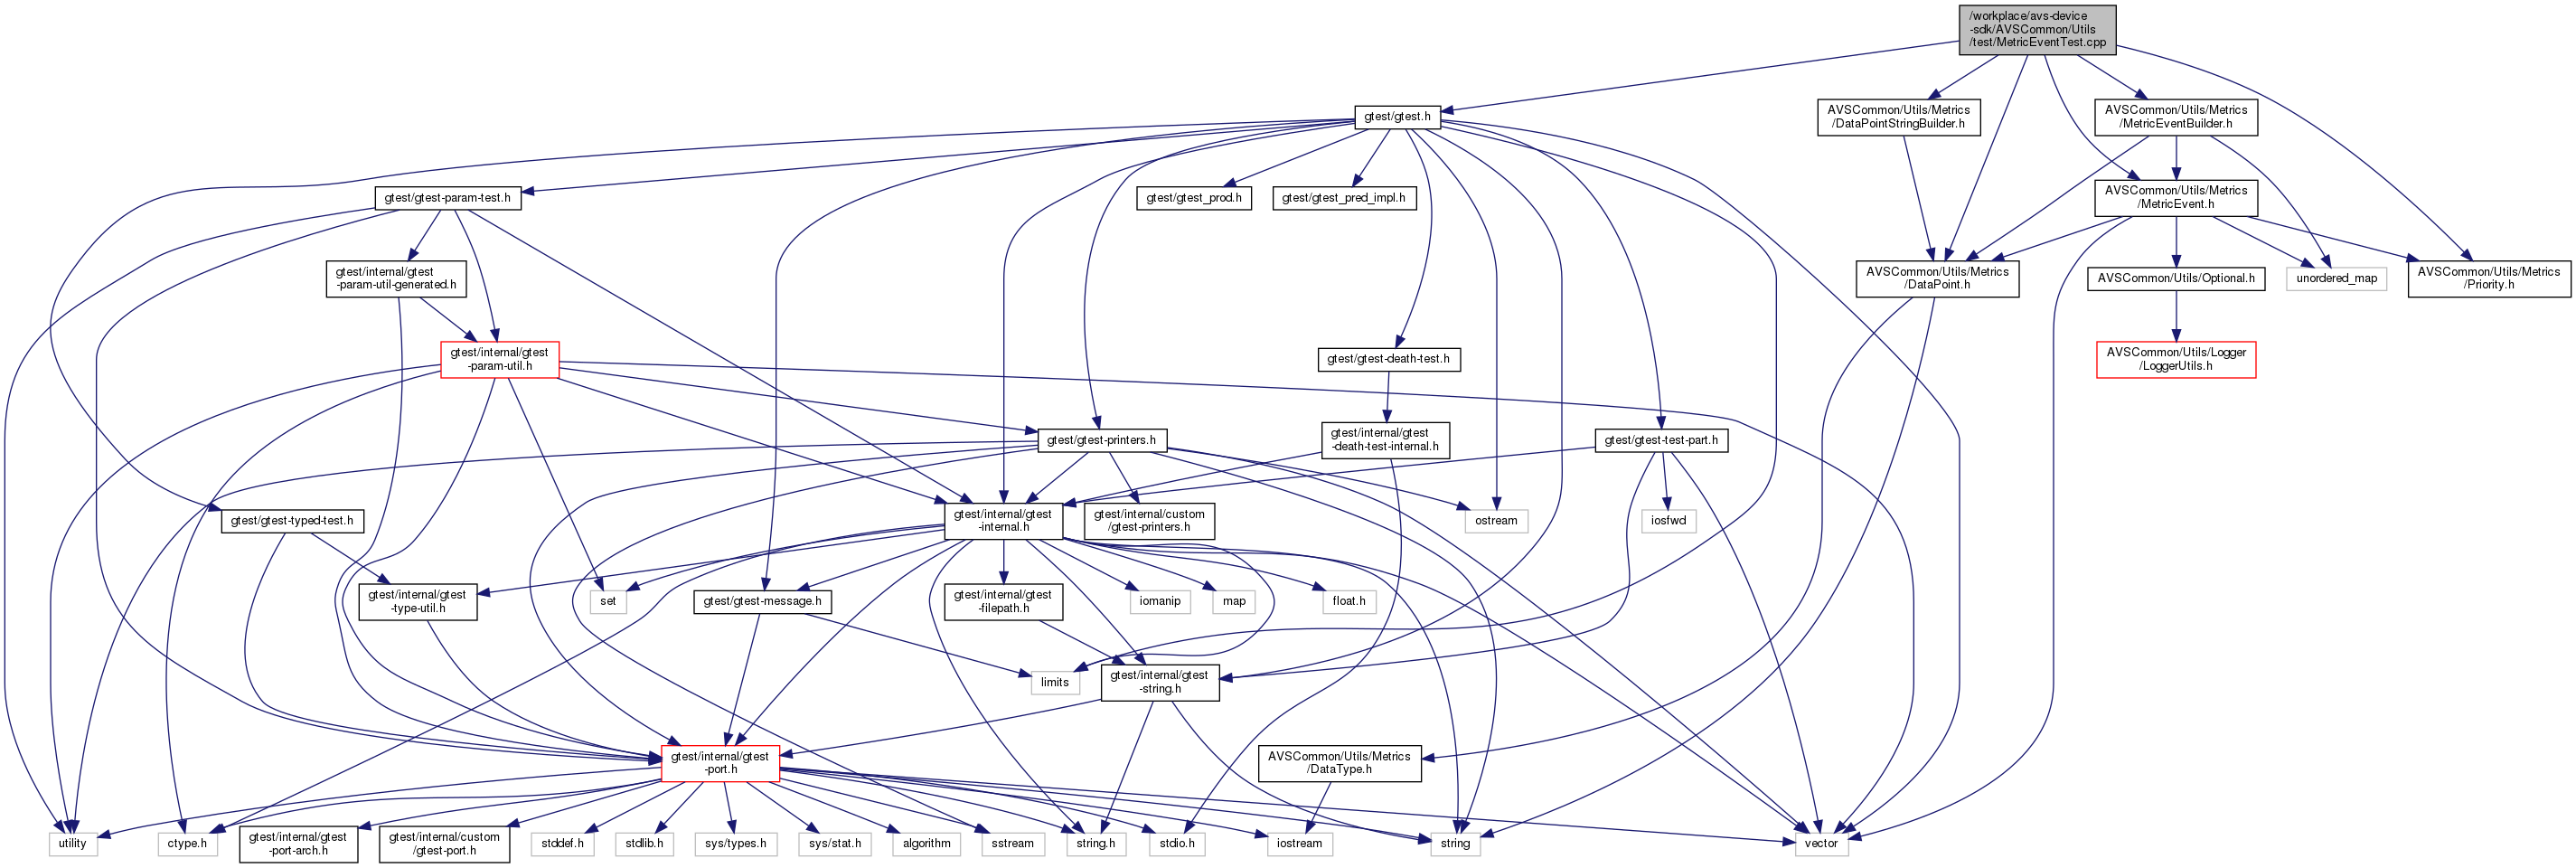 /workplace/avs-device
-sdk/AVSCommon/Utils
/test/MetricEventTest.cpp
gtest/gtest.h
AVSCommon/Utils/Metrics
/DataPointStringBuilder.h
AVSCommon/Utils/Metrics
/MetricEventBuilder.h
gtest/gtest-param-test.h
gtest/gtest_prod.h
gtest/gtest_pred_impl.h
AVSCommon/Utils/Metrics
/MetricEvent.h
gtest/internal/gtest
-param-util-generated.h
AVSCommon/Utils/Metrics
/DataPoint.h
AVSCommon/Utils/Optional.h
unordered_map
AVSCommon/Utils/Metrics
/Priority.h
gtest/internal/gtest
-param-util.h
gtest/gtest-death-test.h
AVSCommon/Utils/Logger
/LoggerUtils.h
gtest/gtest-printers.h
gtest/internal/gtest
-death-test-internal.h
gtest/gtest-test-part.h
gtest/gtest-typed-test.h
gtest/internal/gtest
-internal.h
gtest/internal/custom
/gtest-printers.h
ostream
iosfwd
gtest/internal/gtest
-type-util.h
set
gtest/gtest-message.h
gtest/internal/gtest
-filepath.h
iomanip
map
float.h
limits
gtest/internal/gtest
-string.h
gtest/internal/gtest
-port.h
AVSCommon/Utils/Metrics
/DataType.h
utility
ctype.h
gtest/internal/gtest
-port-arch.h
gtest/internal/custom
/gtest-port.h
stddef.h
stdlib.h
sys/types.h
sys/stat.h
algorithm
sstream
string.h
stdio.h
iostream
string
vector